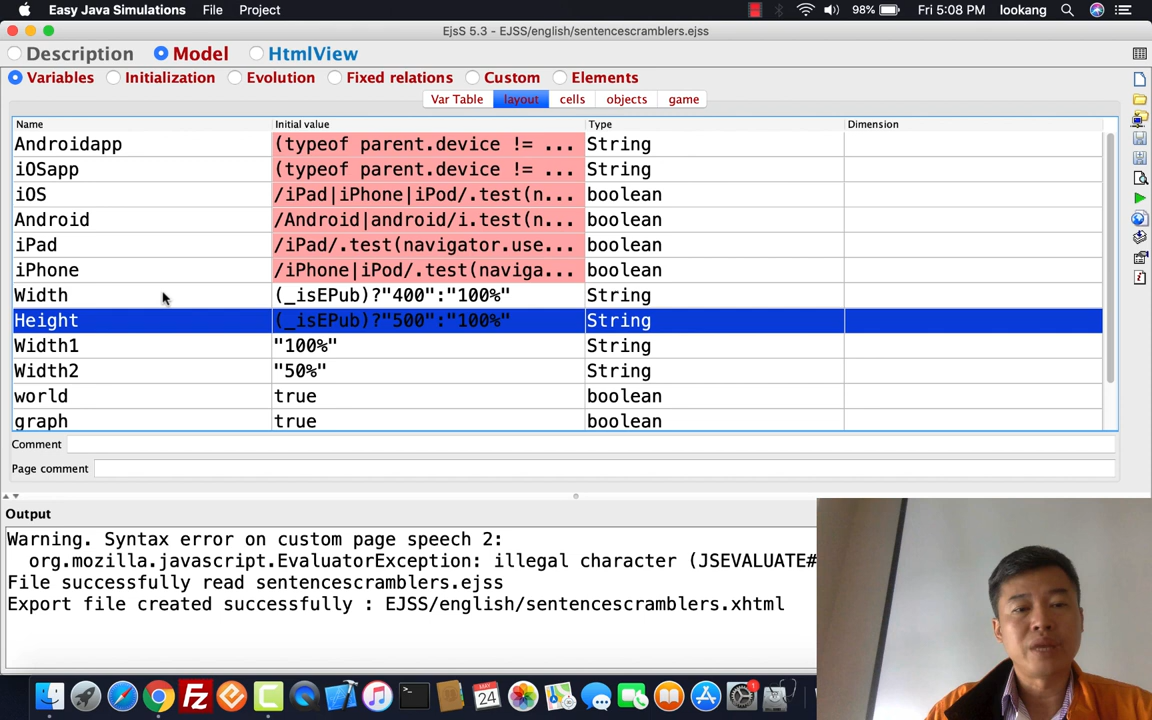 Easy Java Simulations File Project 98% Fri 5:08 PM lookang
EjsS 5.3 - EJSS/english/sentencescramblers.ejss
Description Model HtmlView
Variables Initialization Evolution Fixed relations Custom Elements
Var Table layout cells objects game
Name Initial value Type Dimension
Androidapp (typeof parent.device != ... String
iOSapp (typeof parent.device != ... String
iOS /iPad|iPhone|iPod/.test(n... boolean
Android /Android|android/i.test(n... boolean
iPad /iPad/.test(navigator.use... boolean
iPhone /iPhone|iPod/.test(naviga... boolean
Width (_isEPub)?"400":"100%" String
Height (_isEPub)?"500":"100%" String
Width1 "100%" String
Width2 "50%" String
world true boolean
graph true boolean
Comment
Page comment
Output
Warning. Syntax error on custom page speech 2:
org.mozilla.javascript.EvaluatorException: illegal character (JSEVALUATE#
File successfully read sentencescramblers.ejss
Export file created successfully : EJSS/english/sentencescramblers.xhtml
MAY
24
1